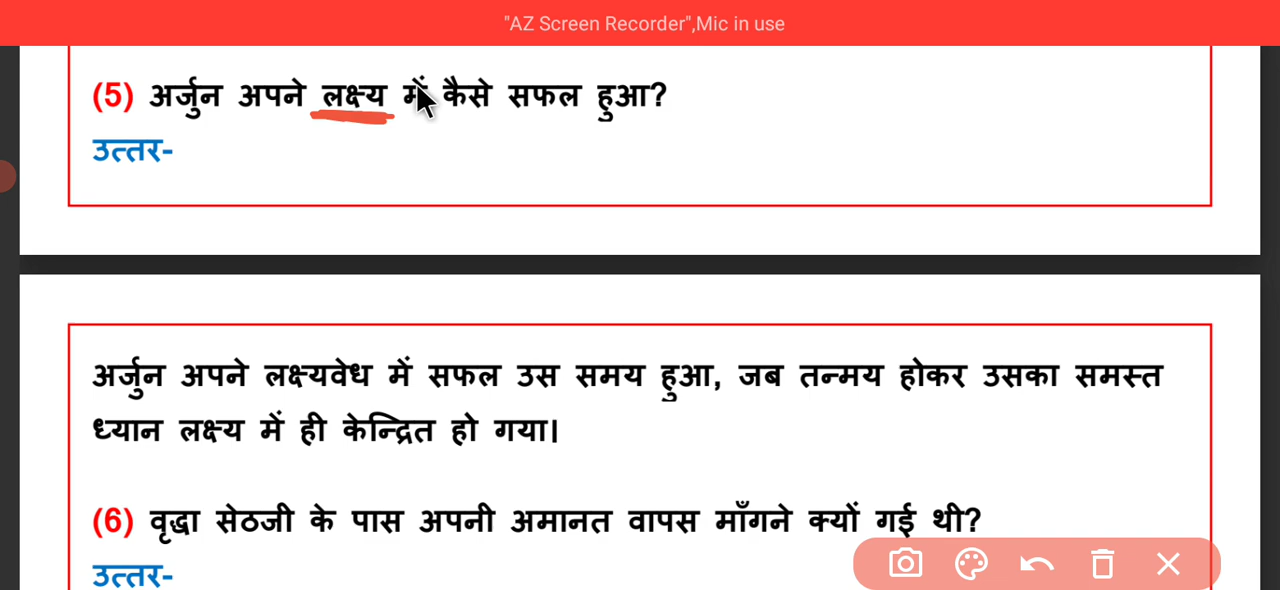 "AZ Screen Recorder",Mic in use
(5) अर्जुन अपने लक्ष्य में कैसे सफल हुआ?
उत्तर-
अर्जुन अपने लक्ष्यवेध में सफल उस समय हुआ, जब तन्मय होकर उसका समस्त
ध्यान लक्ष्य में ही केन्द्रित हो गया।
(6) वृद्धा सेठजी के पास अपनी अमानत वापस माँगने क्यों गई थी?
उत्तर-